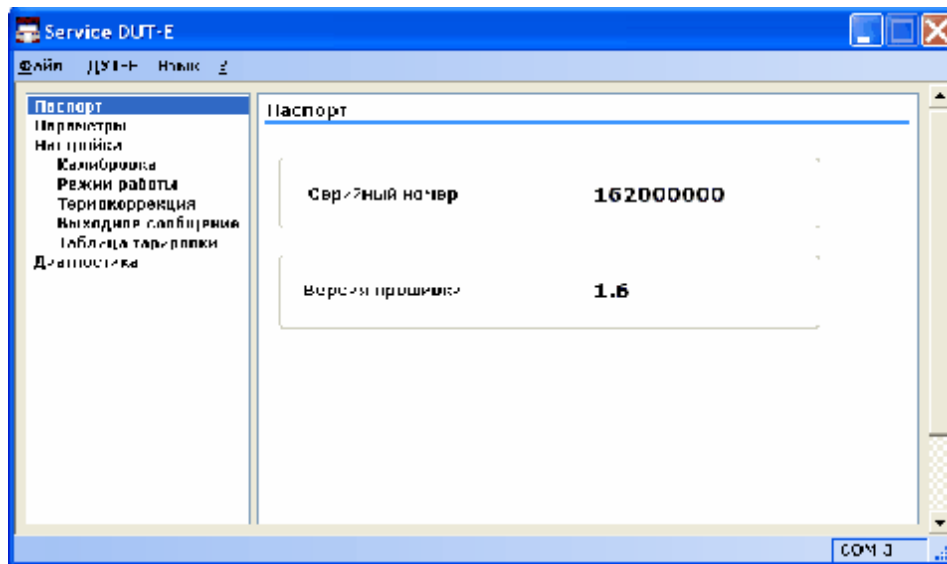 Service DUT-E
Файл ДУТ-Е Язык ?
Паспорт
Параметры
Настройка
Калибровка
Режим работы
Термокоррекция
Выходное сообщение
Таблица тарировки
Диагностика
Паспорт
Серийный номер 162000000
Версия прошивки 1.6
COM 3